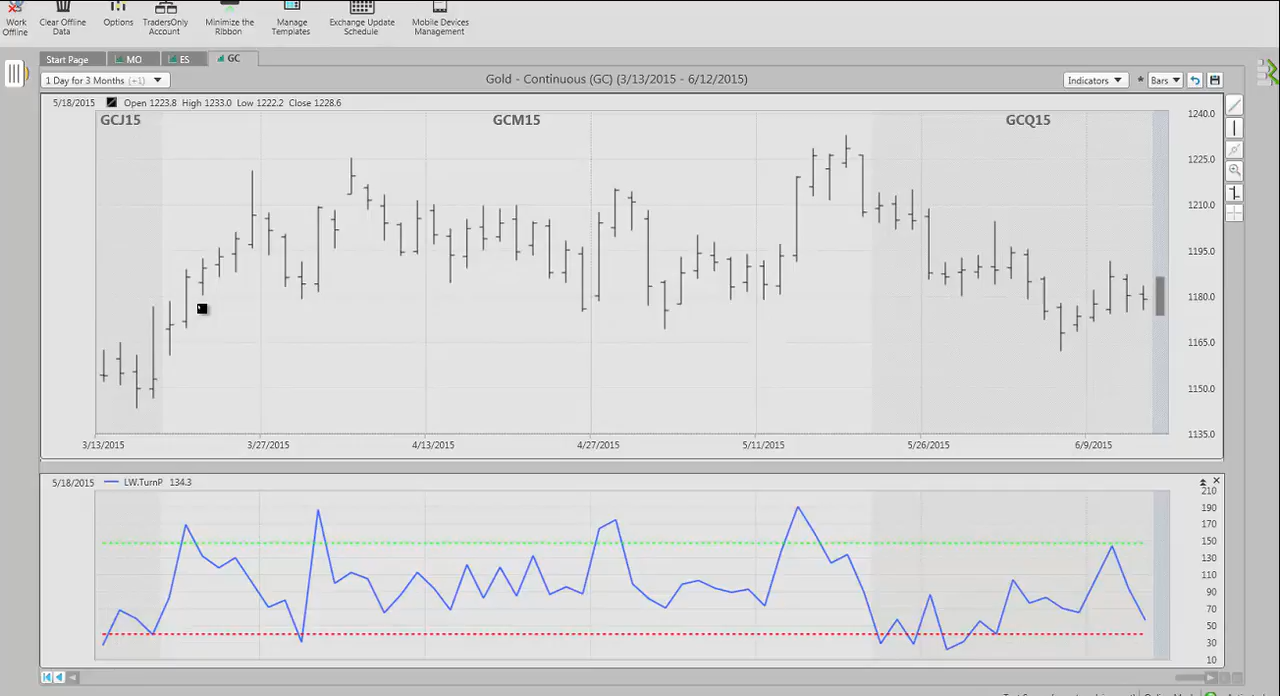 Work Offline
Clear Offline Data
Options
TradersOnly Account
Minimize the Ribbon
Manage Templates
Exchange Update Schedule
Mobile Devices Management
Start Page MO ES GC
1 Day for 3 Months (+1) Gold - Continuous (GC) (3/13/2015 - 6/12/2015) Indicators * Bars
5/18/2015 Open 1223.8 High 1233.0 Low 1222.2 Close 1228.6
GCJ15 GCM15 GCQ15
1240.0
1225.0
1210.0
1195.0
1180.0
1165.0
1150.0
1135.0
3/13/2015 3/27/2015 4/13/2015 4/27/2015 5/11/2015 5/26/2015 6/9/2015
5/18/2015 LW.TurnP 134.3
210
190
170
150
130
110
90
70
50
30
10